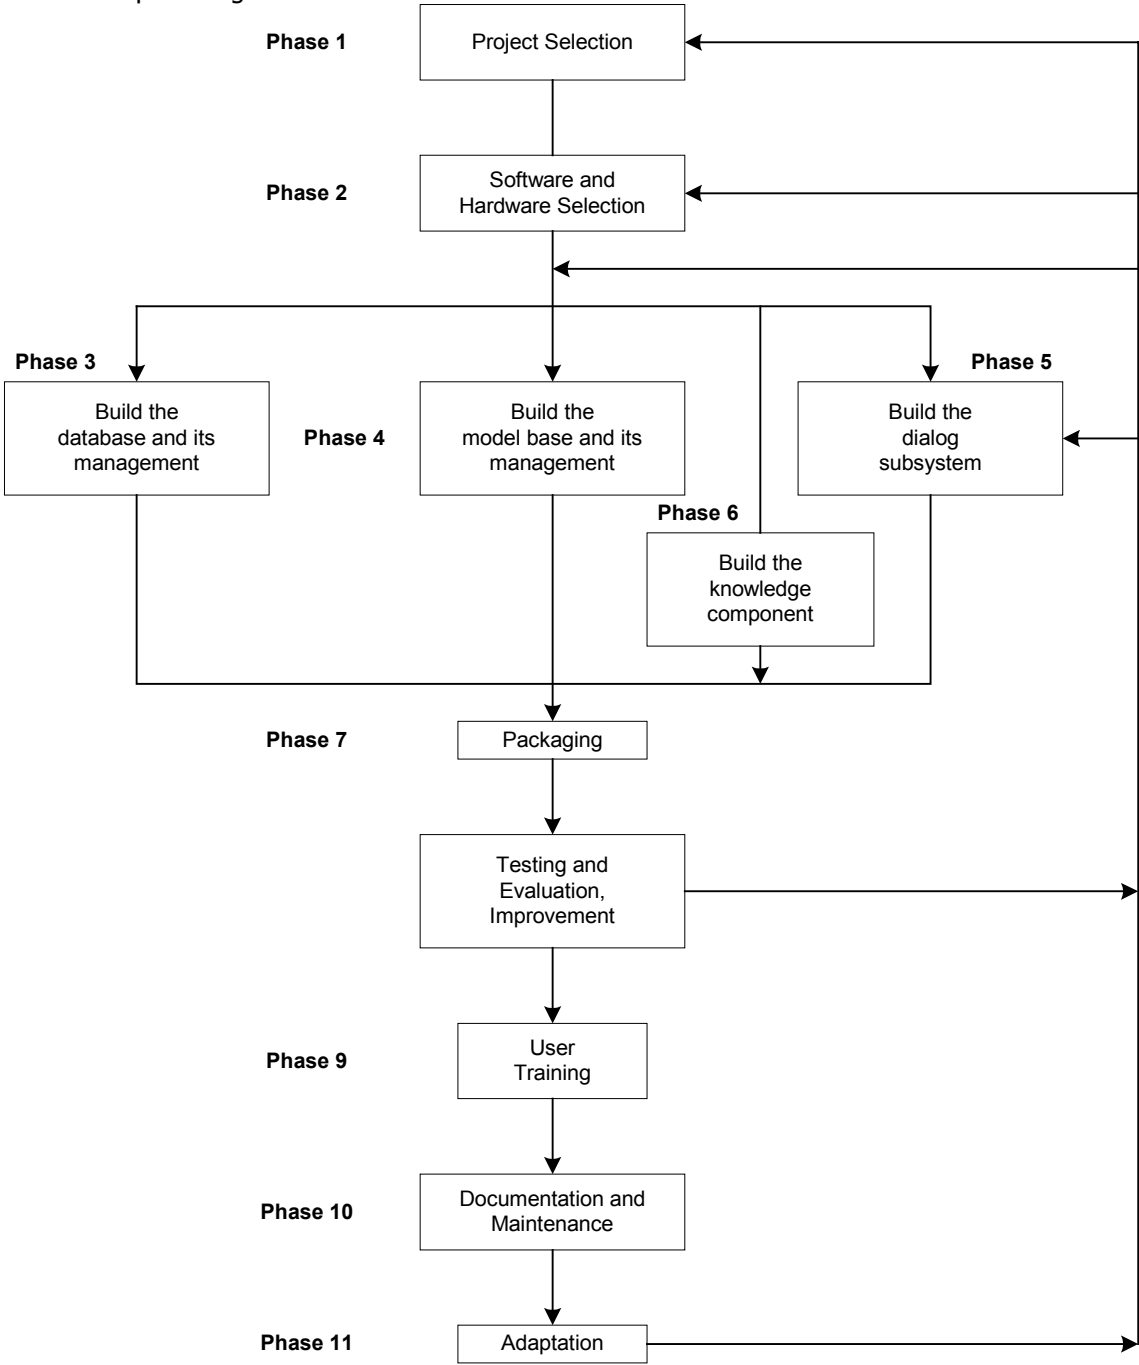 Phase 1
Project Selection
Phase 2
Software and
Hardware Selection
Phase 3
Build the
database and its
management
Phase 4
Build the
model base and its
management
Phase 5
Build the
dialog
subsystem
Phase 6
Build the
knowledge
component
Phase 7
Packaging
Testing and
Evaluation,
Improvement
Phase 9
User
Training
Phase 10
Documentation and
Maintenance
Phase 11
Adaptation